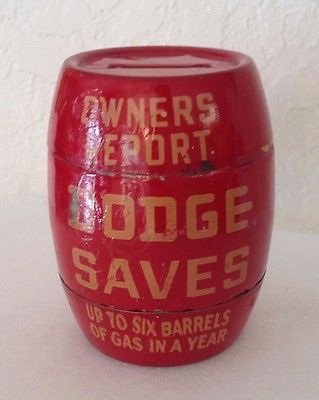 OWNERS
REPORT
DODGE
SAVES
UP TO SIX BARRELS
OF GAS IN A YEAR